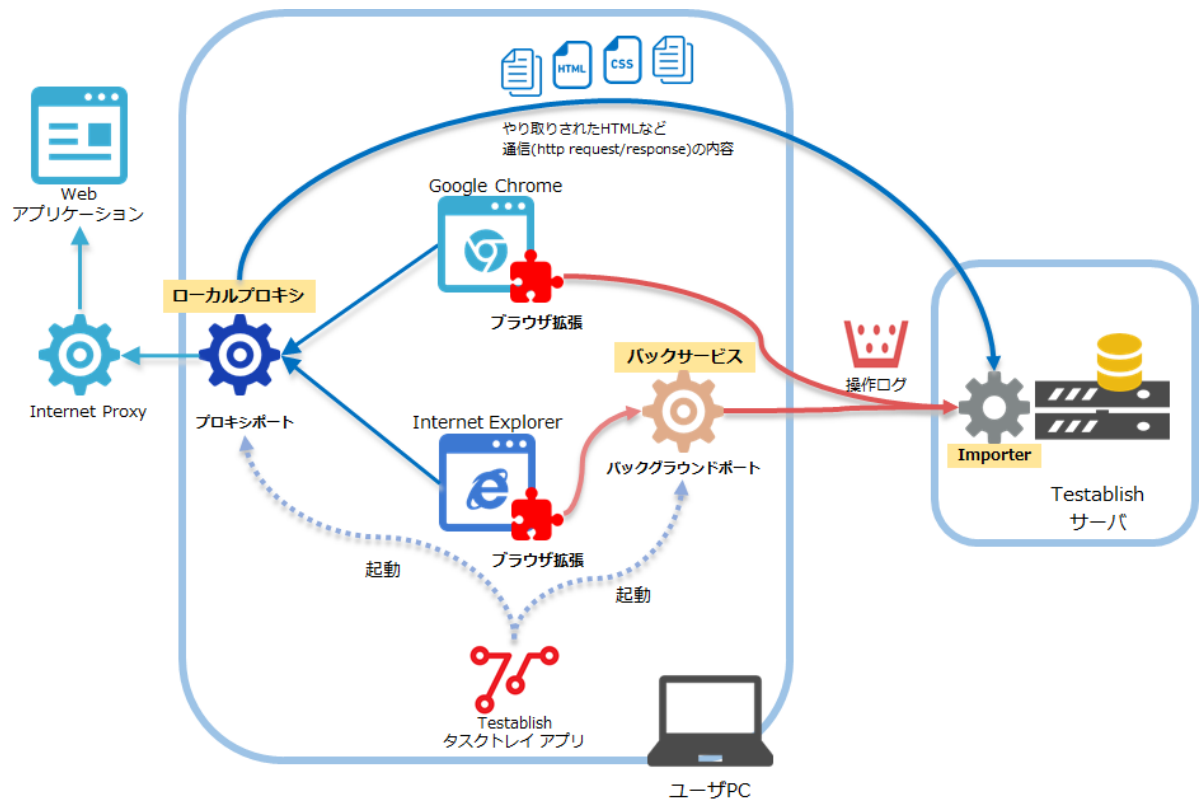 HTML
CSS
やり取りされたHTMLなど
通信(http request/response)の内容
Web
アプリケーション
Google Chrome
ローカルプロキシ
ブラウザ拡張
バックサービス
操作ログ
Internet Proxy
プロキシポート
Internet Explorer
バックグラウンドポート
Importer
Testablish
サーバ
ブラウザ拡張
起動
起動
Testablish
タスクトレイ アプリ
ユーザPC